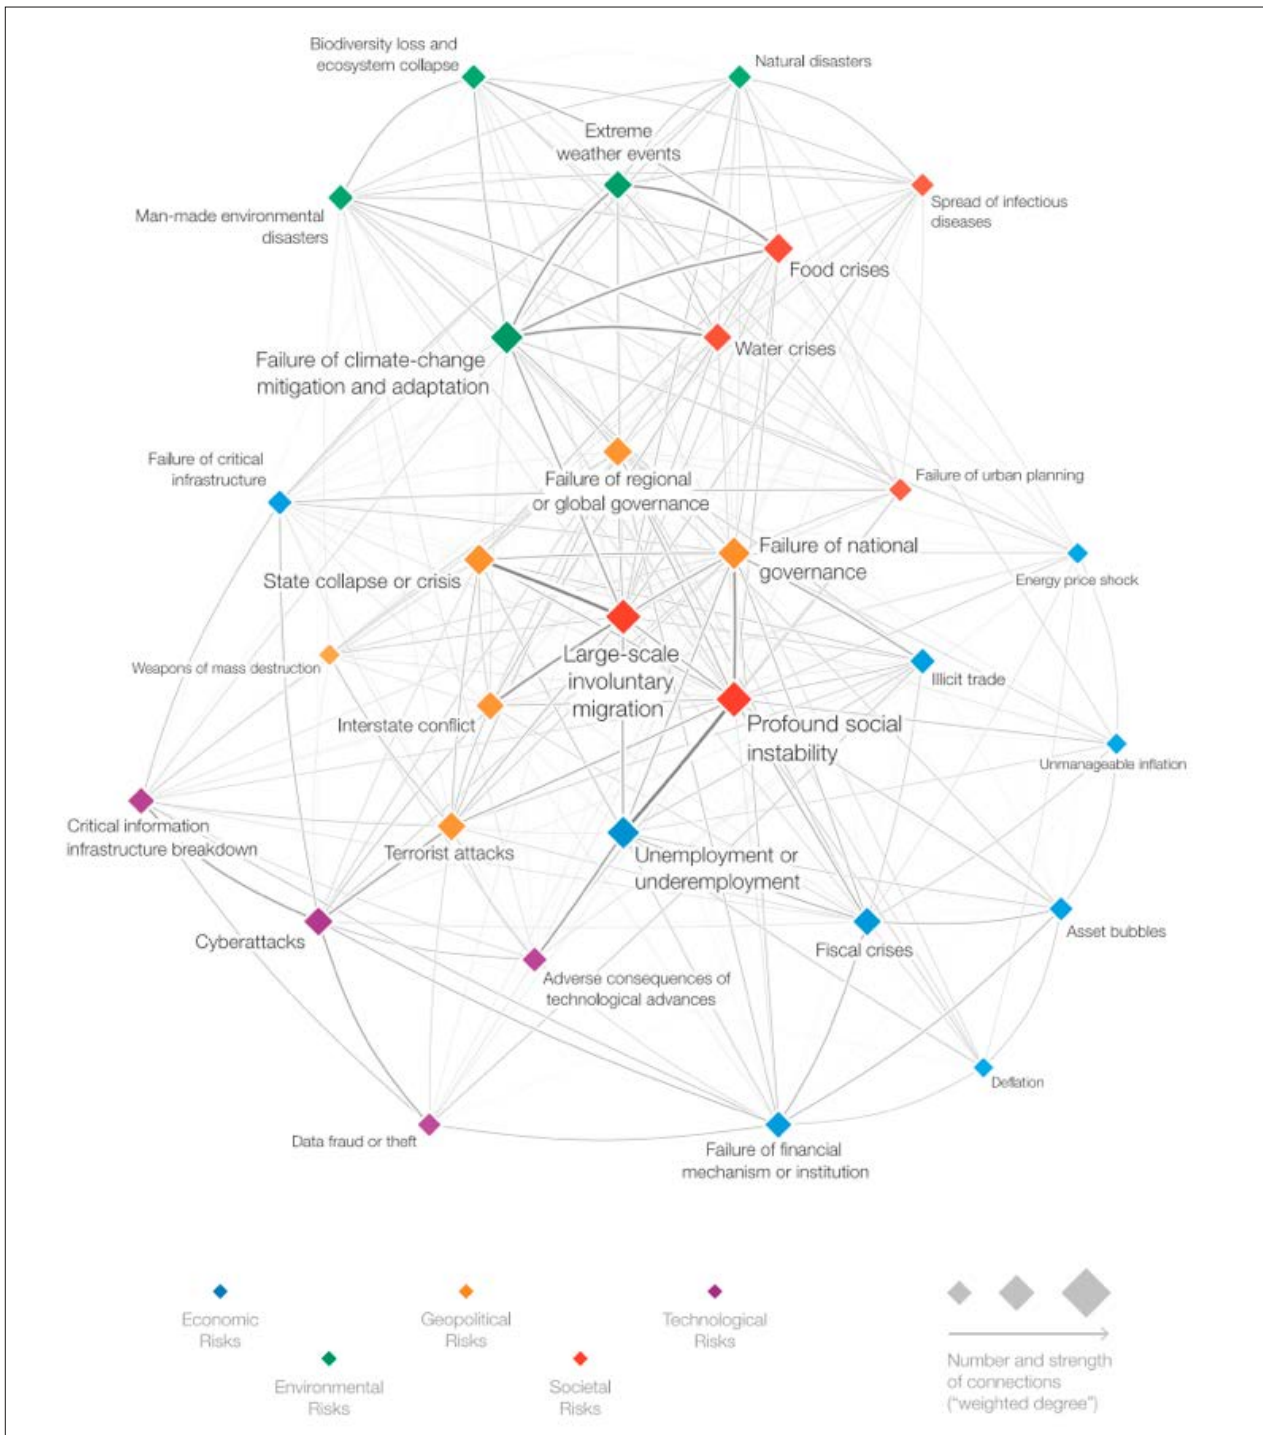 Biodiversity loss and
ecosystem collapse
Natural disasters
Extreme
weather events
Man-made environmental
disasters
Spread of infectious
diseases
Food crises
Water crises
Failure of climate-change
mitigation and adaptation
Failure of critical
infrastructure
Failure of regional
or global governance
Failure of urban planning
Failure of national
governance
State collapse or crisis
Energy price shock
Weapons of mass destruction
Large-scale
involuntary
migration
Illicit trade
Interstate conflict
Profound social
instability
Unmanageable inflation
Critical information
infrastructure breakdown
Terrorist attacks
Unemployment or
underemployment
Cyberattacks
Fiscal crises
Asset bubbles
Adverse consequences of
technological advances
Deflation
Data fraud or theft
Failure of financial
mechanism or institution
Economic
Risks
Geopolitical
Risks
Technological
Risks
Environmental
Risks
Societal
Risks
Number and strength
of connections
("weighted degree")